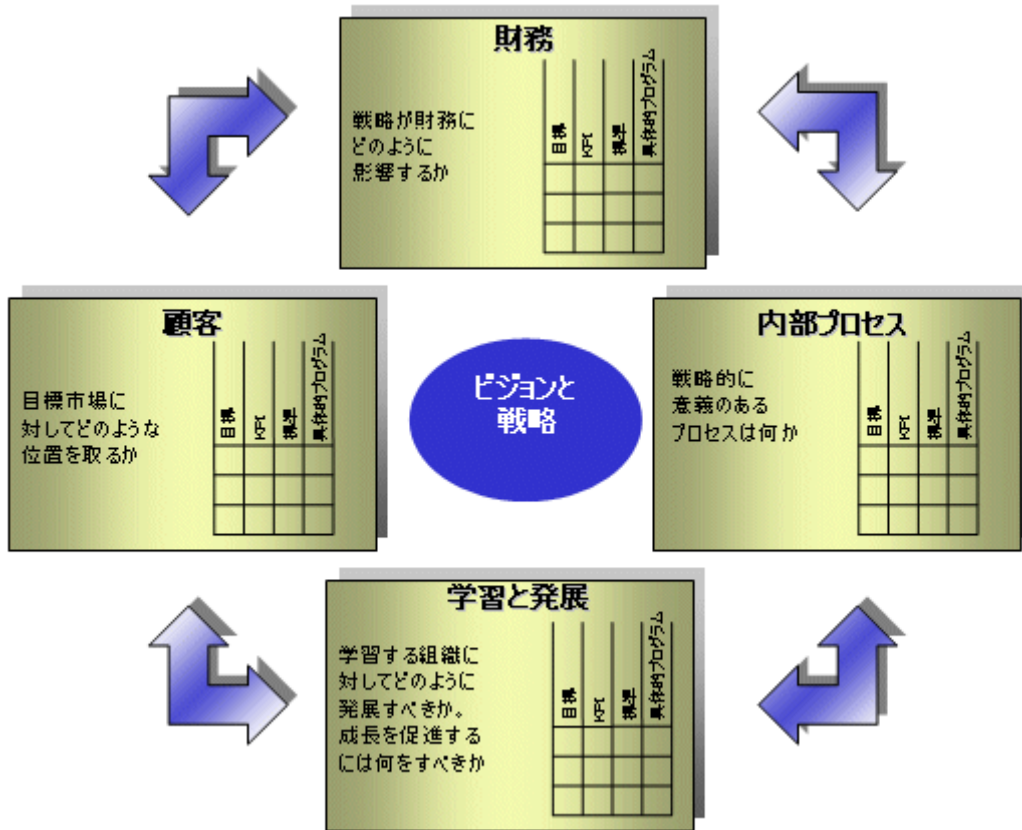 財務
戦略が財務に
どのように
影響するか
目標
KPI
標準
具体的プログラム
顧客
目標市場に
対してどのような
位置を取るか
目標
KPI
標準
具体的プログラム
ビジョンと
戦略
内部プロセス
戦略的に
意義のある
プロセスは何か
目標
KPI
標準
具体的プログラム
学習と発展
学習する組織に
対してどのように
発展すべきか。
成長を促進する
には何をすべきか
目標
KPI
標準
具体的プログラム